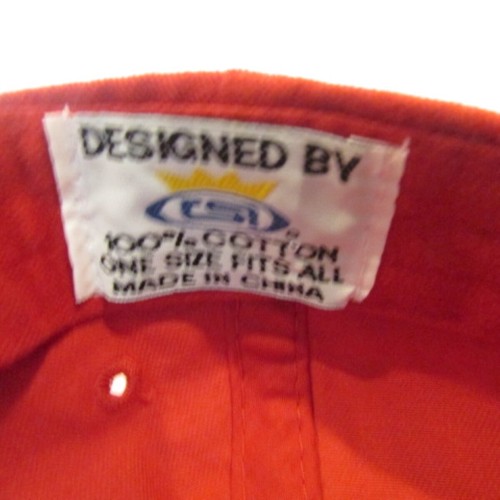 DESIGNED BY
CSI
100% COTTON
ONE SIZE FITS ALL
MADE IN CHINA